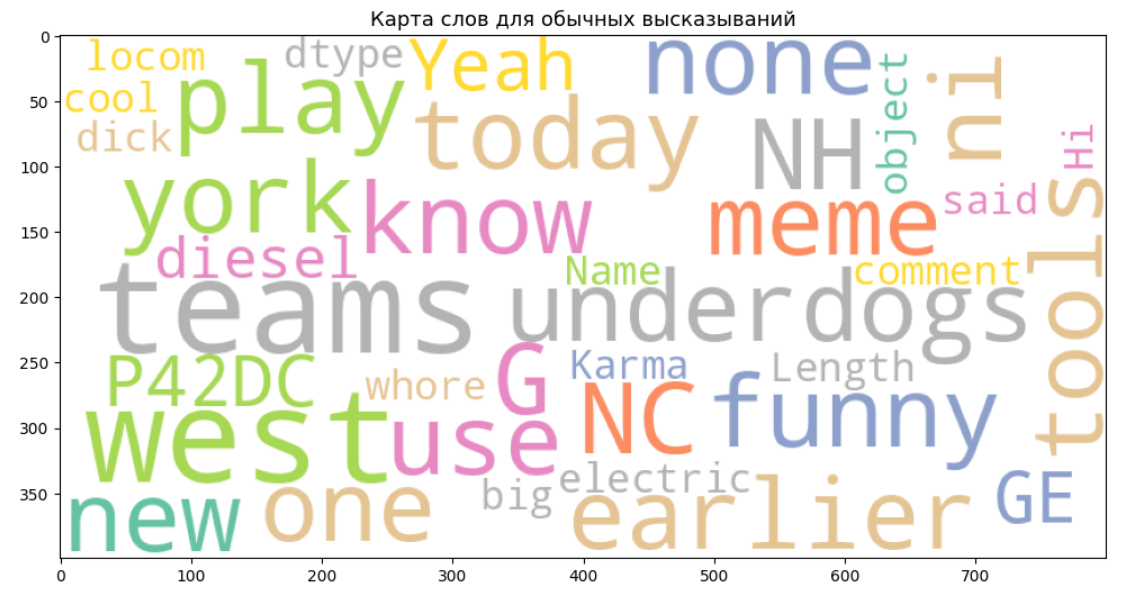 Карта слов для обычных высказываний
0
50
100
150
200
250
300
350
locom
dtype
Yeah
none
object
ni
cool
play
today
NH
Hi
dick
york
know
meme
said
tools
diesel
Name
comment
teams
underdogs
P42DC
whore
G
Karma
Length
west
use
NC
funny
electric
new
one
big
earlier
GE
0 100 200 300 400 500 600 700